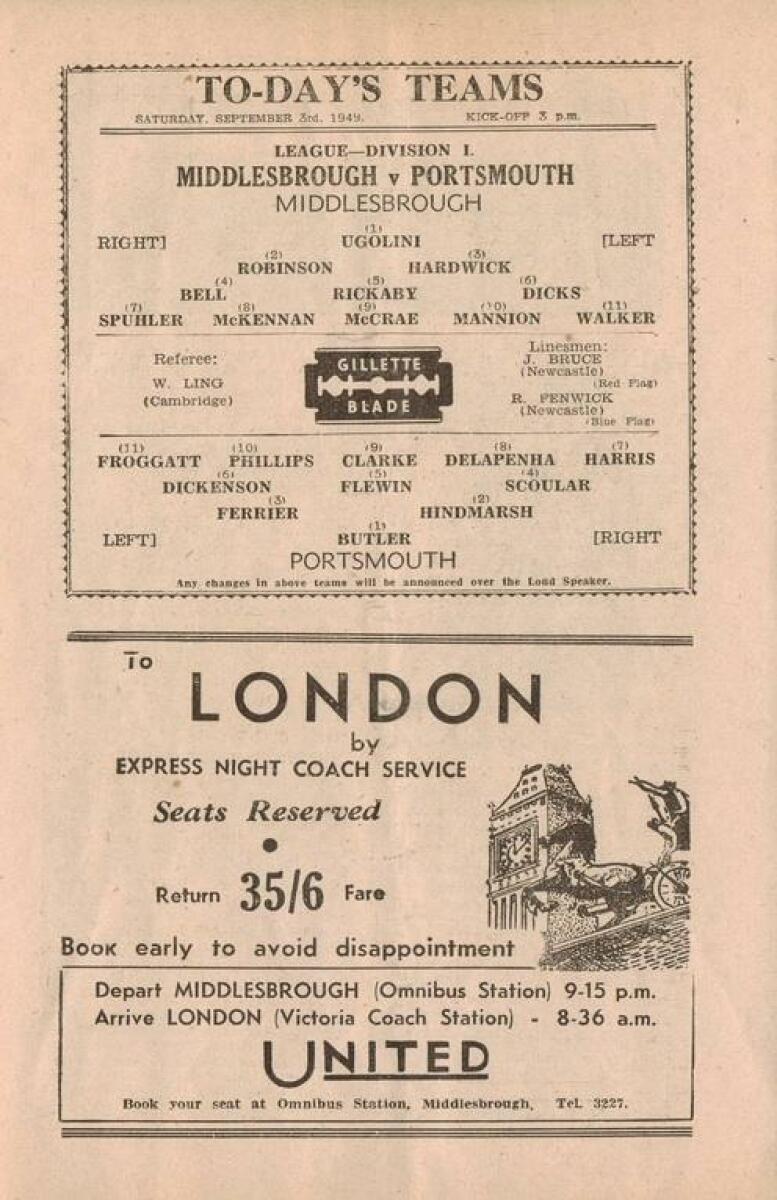 TO-DAY'S TEAMS
SATURDAY, SEPTEMBER 3rd, 1949. KICK-OFF 3 p.m.
LEAGUE—DIVISION I.
MIDDLESBROUGH v PORTSMOUTH
MIDDLESBROUGH
(1)
RIGHT] UGOLINI [LEFT
(2) (3)
ROBINSON HARDWICK
(4) (5) (6)
BELL RICKABY DICKS
(7) (8) (9) (10) (11)
SPUHLER McKENNAN McCRAE MANNION WALKER
Referee:
W. LING
(Cambridge)
GILLETTE
BLADE
Linesmen:
J. BRUCE
(Newcastle)
(Red Flag)
R. FENWICK
(Newcastle)
(Blue Flag)
(11) (10) (9) (8) (7)
FROGGATT PHILLIPS CLARKE DELAPENHA HARRIS
(6) (5) (4)
DICKENSON FLEWIN SCOULAR
(3) (2)
FERRIER HINDMARSH
(1)
LEFT] BUTLER [RIGHT
PORTSMOUTH
Any changes in above teams will be announced over the Loud Speaker.
To
LONDON
by
EXPRESS NIGHT COACH SERVICE
Seats Reserved
Return 35/6 Fare
Book early to avoid disappointment
Depart MIDDLESBROUGH (Omnibus Station) 9-15 p.m.
Arrive LONDON (Victoria Coach Station) - 8-36 a.m.
UNITED
Book your seat at Omnibus Station, Middlesbrough, Tel. 3227.